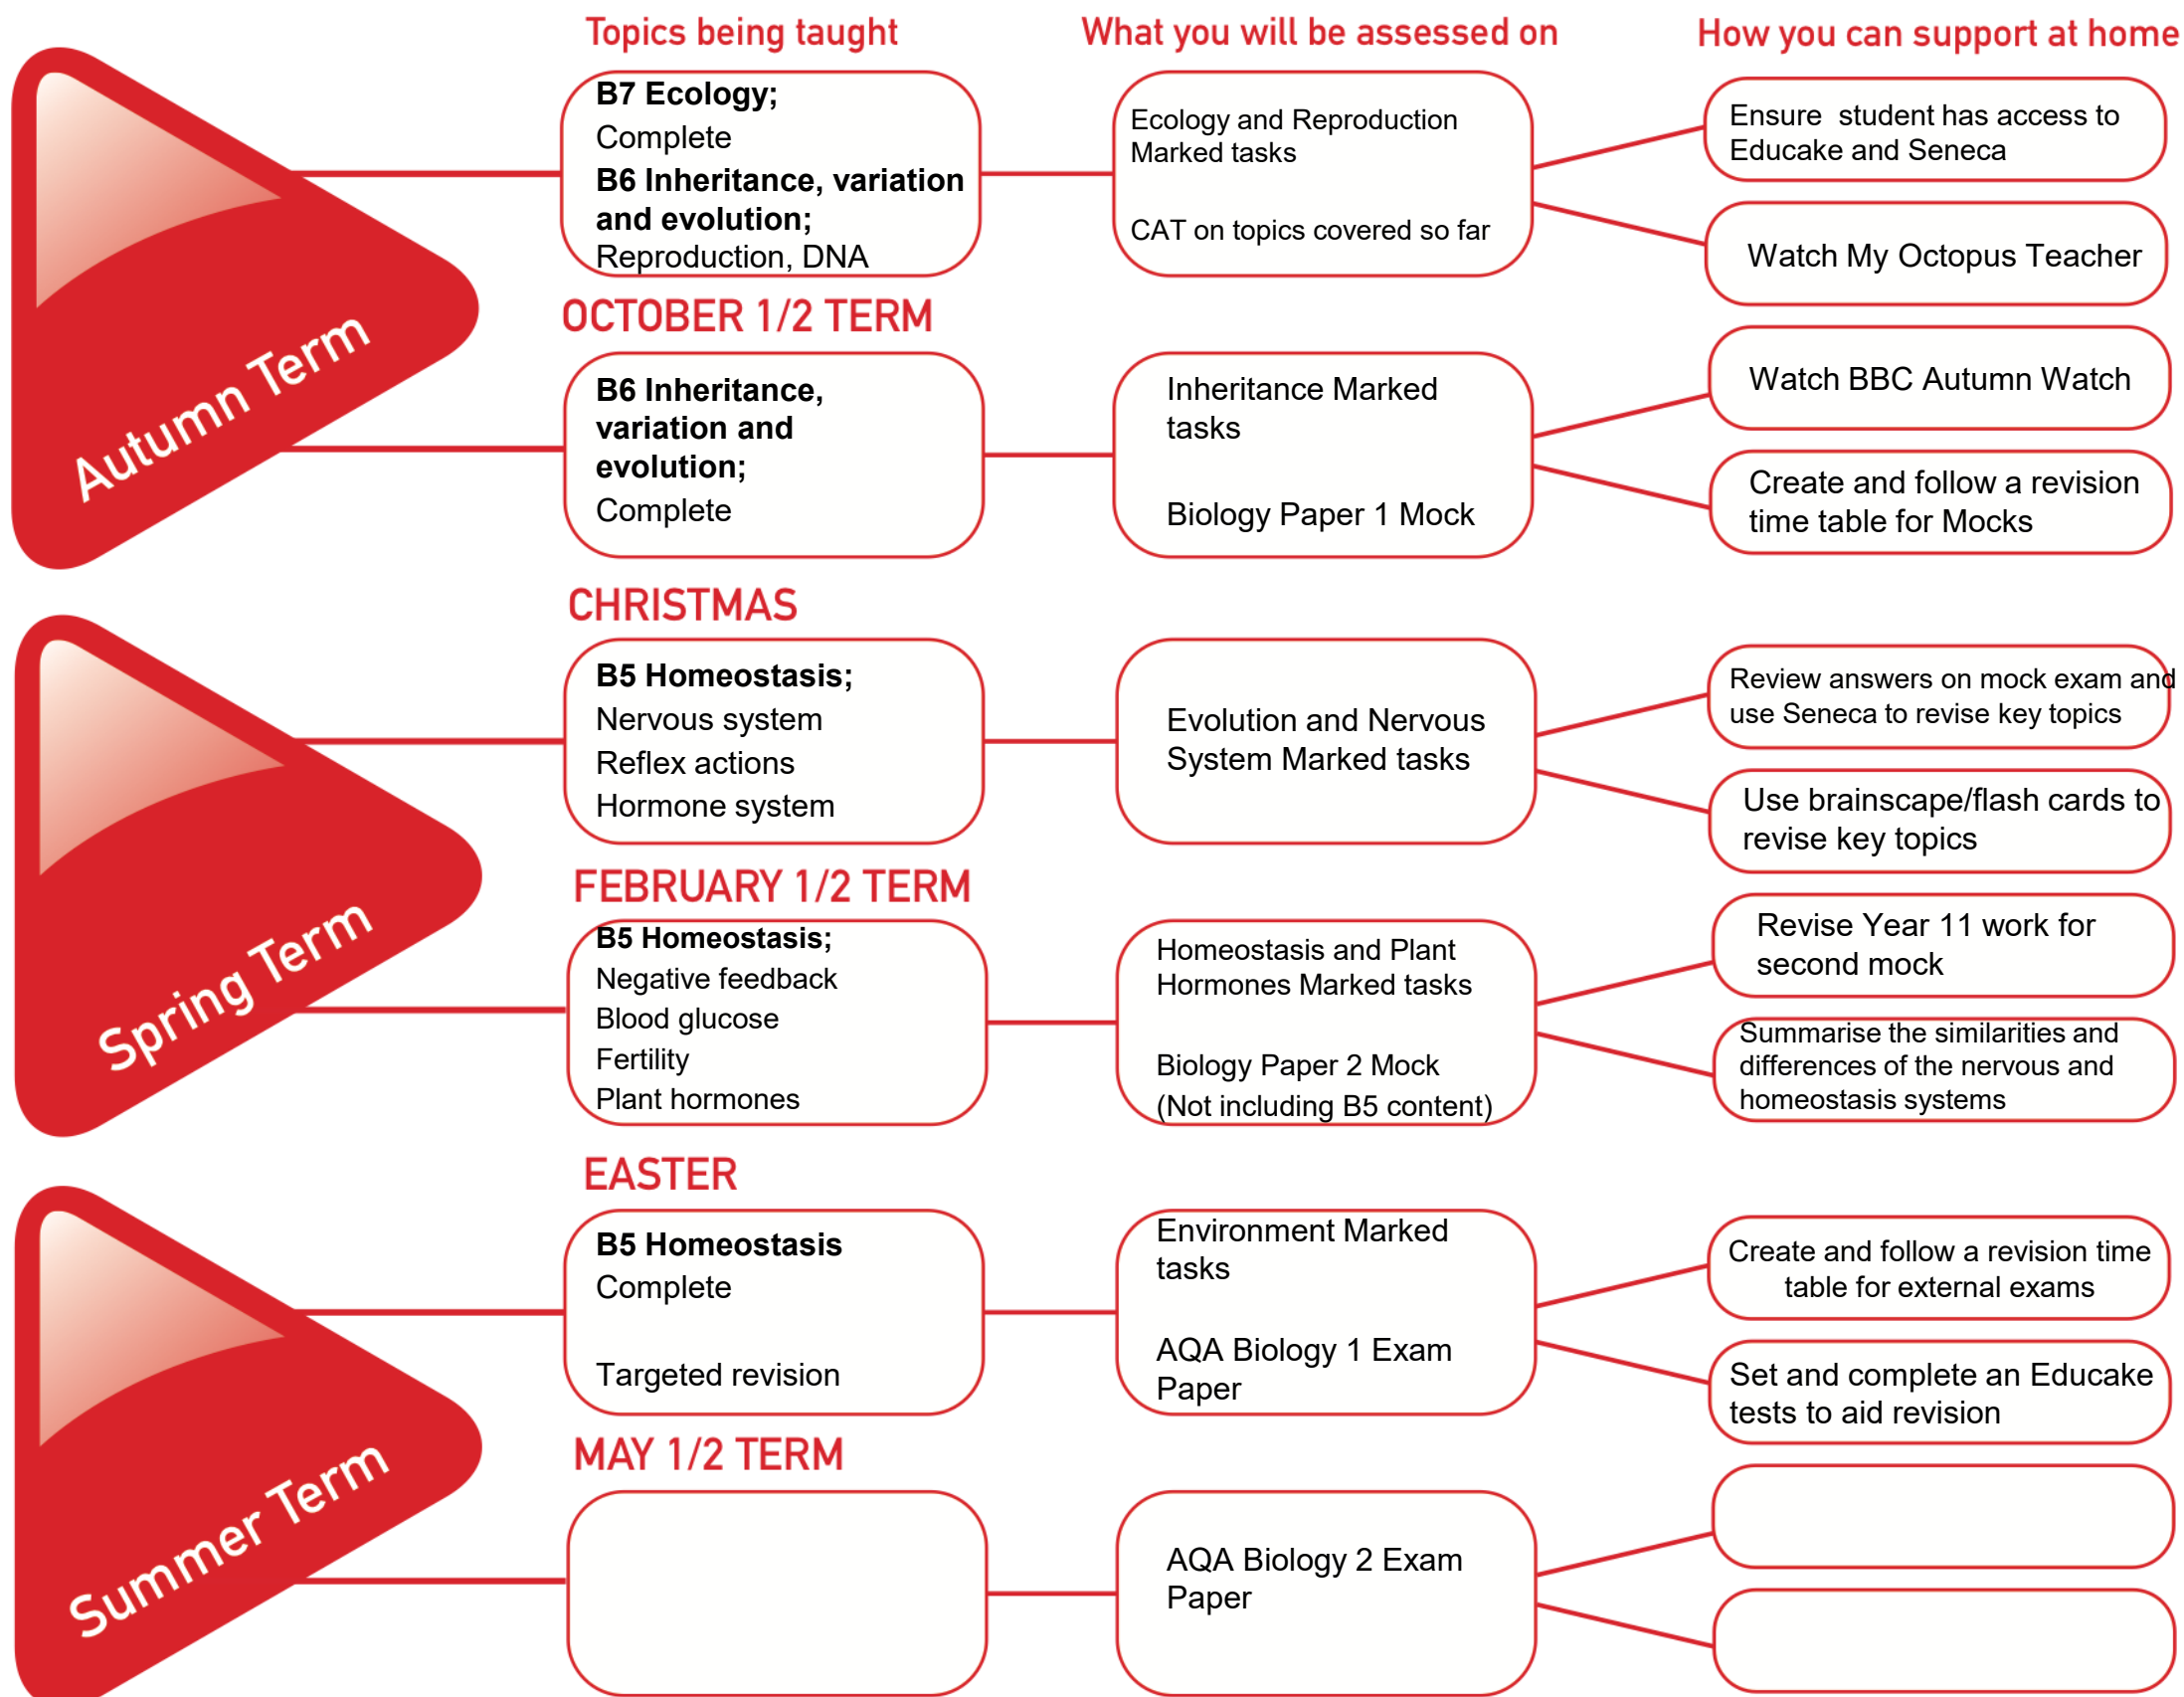 Topics being taught
What you will be assessed on
How you can support at home
Autumn Term
B7 Ecology;
Complete
B6 Inheritance, variation
and evolution;
Reproduction, DNA
Ecology and Reproduction
Marked tasks
CAT on topics covered so far
Ensure student has access to
Educake and Seneca
Watch My Octopus Teacher
OCTOBER 1/2 TERM
B6 Inheritance,
variation and
evolution;
Complete
Inheritance Marked
tasks
Biology Paper 1 Mock
Watch BBC Autumn Watch
Create and follow a revision
time table for Mocks
CHRISTMAS
Spring Term
B5 Homeostasis;
Nervous system
Reflex actions
Hormone system
Evolution and Nervous
System Marked tasks
Review answers on mock exam and
use Seneca to revise key topics
Use brainscape/flash cards to
revise key topics
FEBRUARY 1/2 TERM
B5 Homeostasis;
Negative feedback
Blood glucose
Fertility
Plant hormones
Homeostasis and Plant
Hormones Marked tasks
Biology Paper 2 Mock
(Not including B5 content)
Revise Year 11 work for
second mock
Summarise the similarities and
differences of the nervous and
homeostasis systems
EASTER
Summer Term
B5 Homeostasis
Complete
Targeted revision
Environment Marked
tasks
AQA Biology 1 Exam
Paper
Create and follow a revision time
table for external exams
Set and complete an Educake
tests to aid revision
MAY 1/2 TERM
AQA Biology 2 Exam
Paper